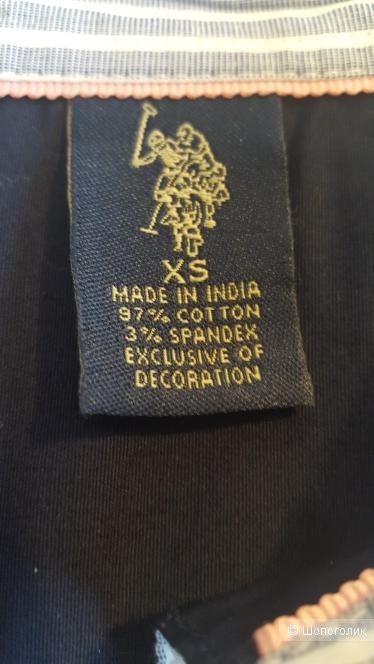 XS
MADE IN INDIA
97% COTTON
3% SPANDEX
EXCLUSIVE OF
DECORATION
© Шопоголик